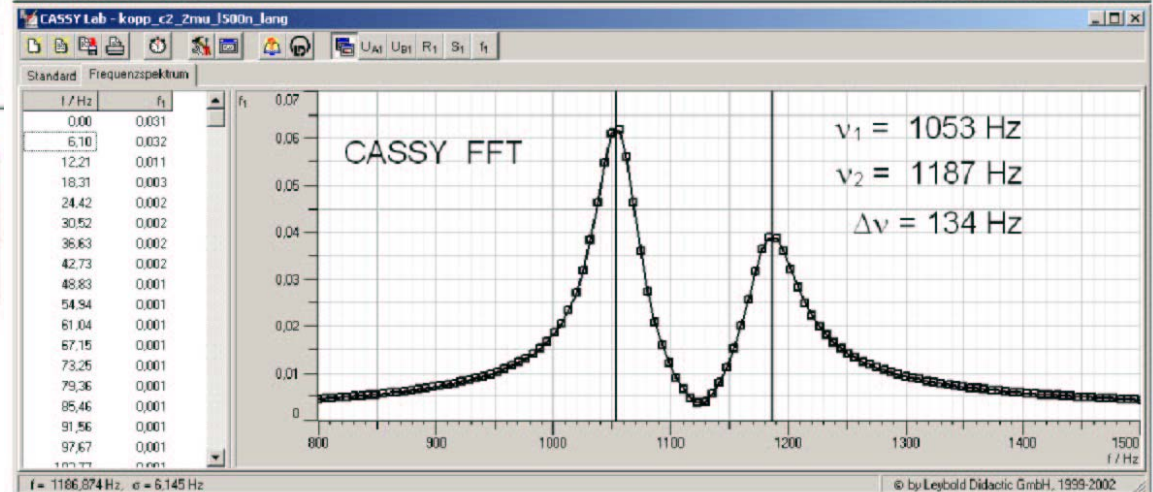 CASSY Lab - kopp_c2_2mu_l500n_lang
UA1 UB1 R1 S1 f1
Standard Frequenzspektrum
f / Hz f1
0,00 0,031
6,10 0,032
12,21 0,011
18,31 0,003
24,42 0,002
30,52 0,002
36,63 0,002
42,73 0,002
48,83 0,001
54,94 0,001
61,04 0,001
67,15 0,001
73,25 0,001
79,36 0,001
85,46 0,001
91,56 0,001
97,67 0,001
f1
0,07
0,06
0,05
0,04
0,03
0,02
0,01
0
CASSY FFT
ν1 = 1053 Hz
ν2 = 1187 Hz
Δν = 134 Hz
800 900 1000 1100 1200 1300 1400 1500
f / Hz
f = 1186,874 Hz, σ = 6,145 Hz
© by Leybold Didactic GmbH, 1999-2002